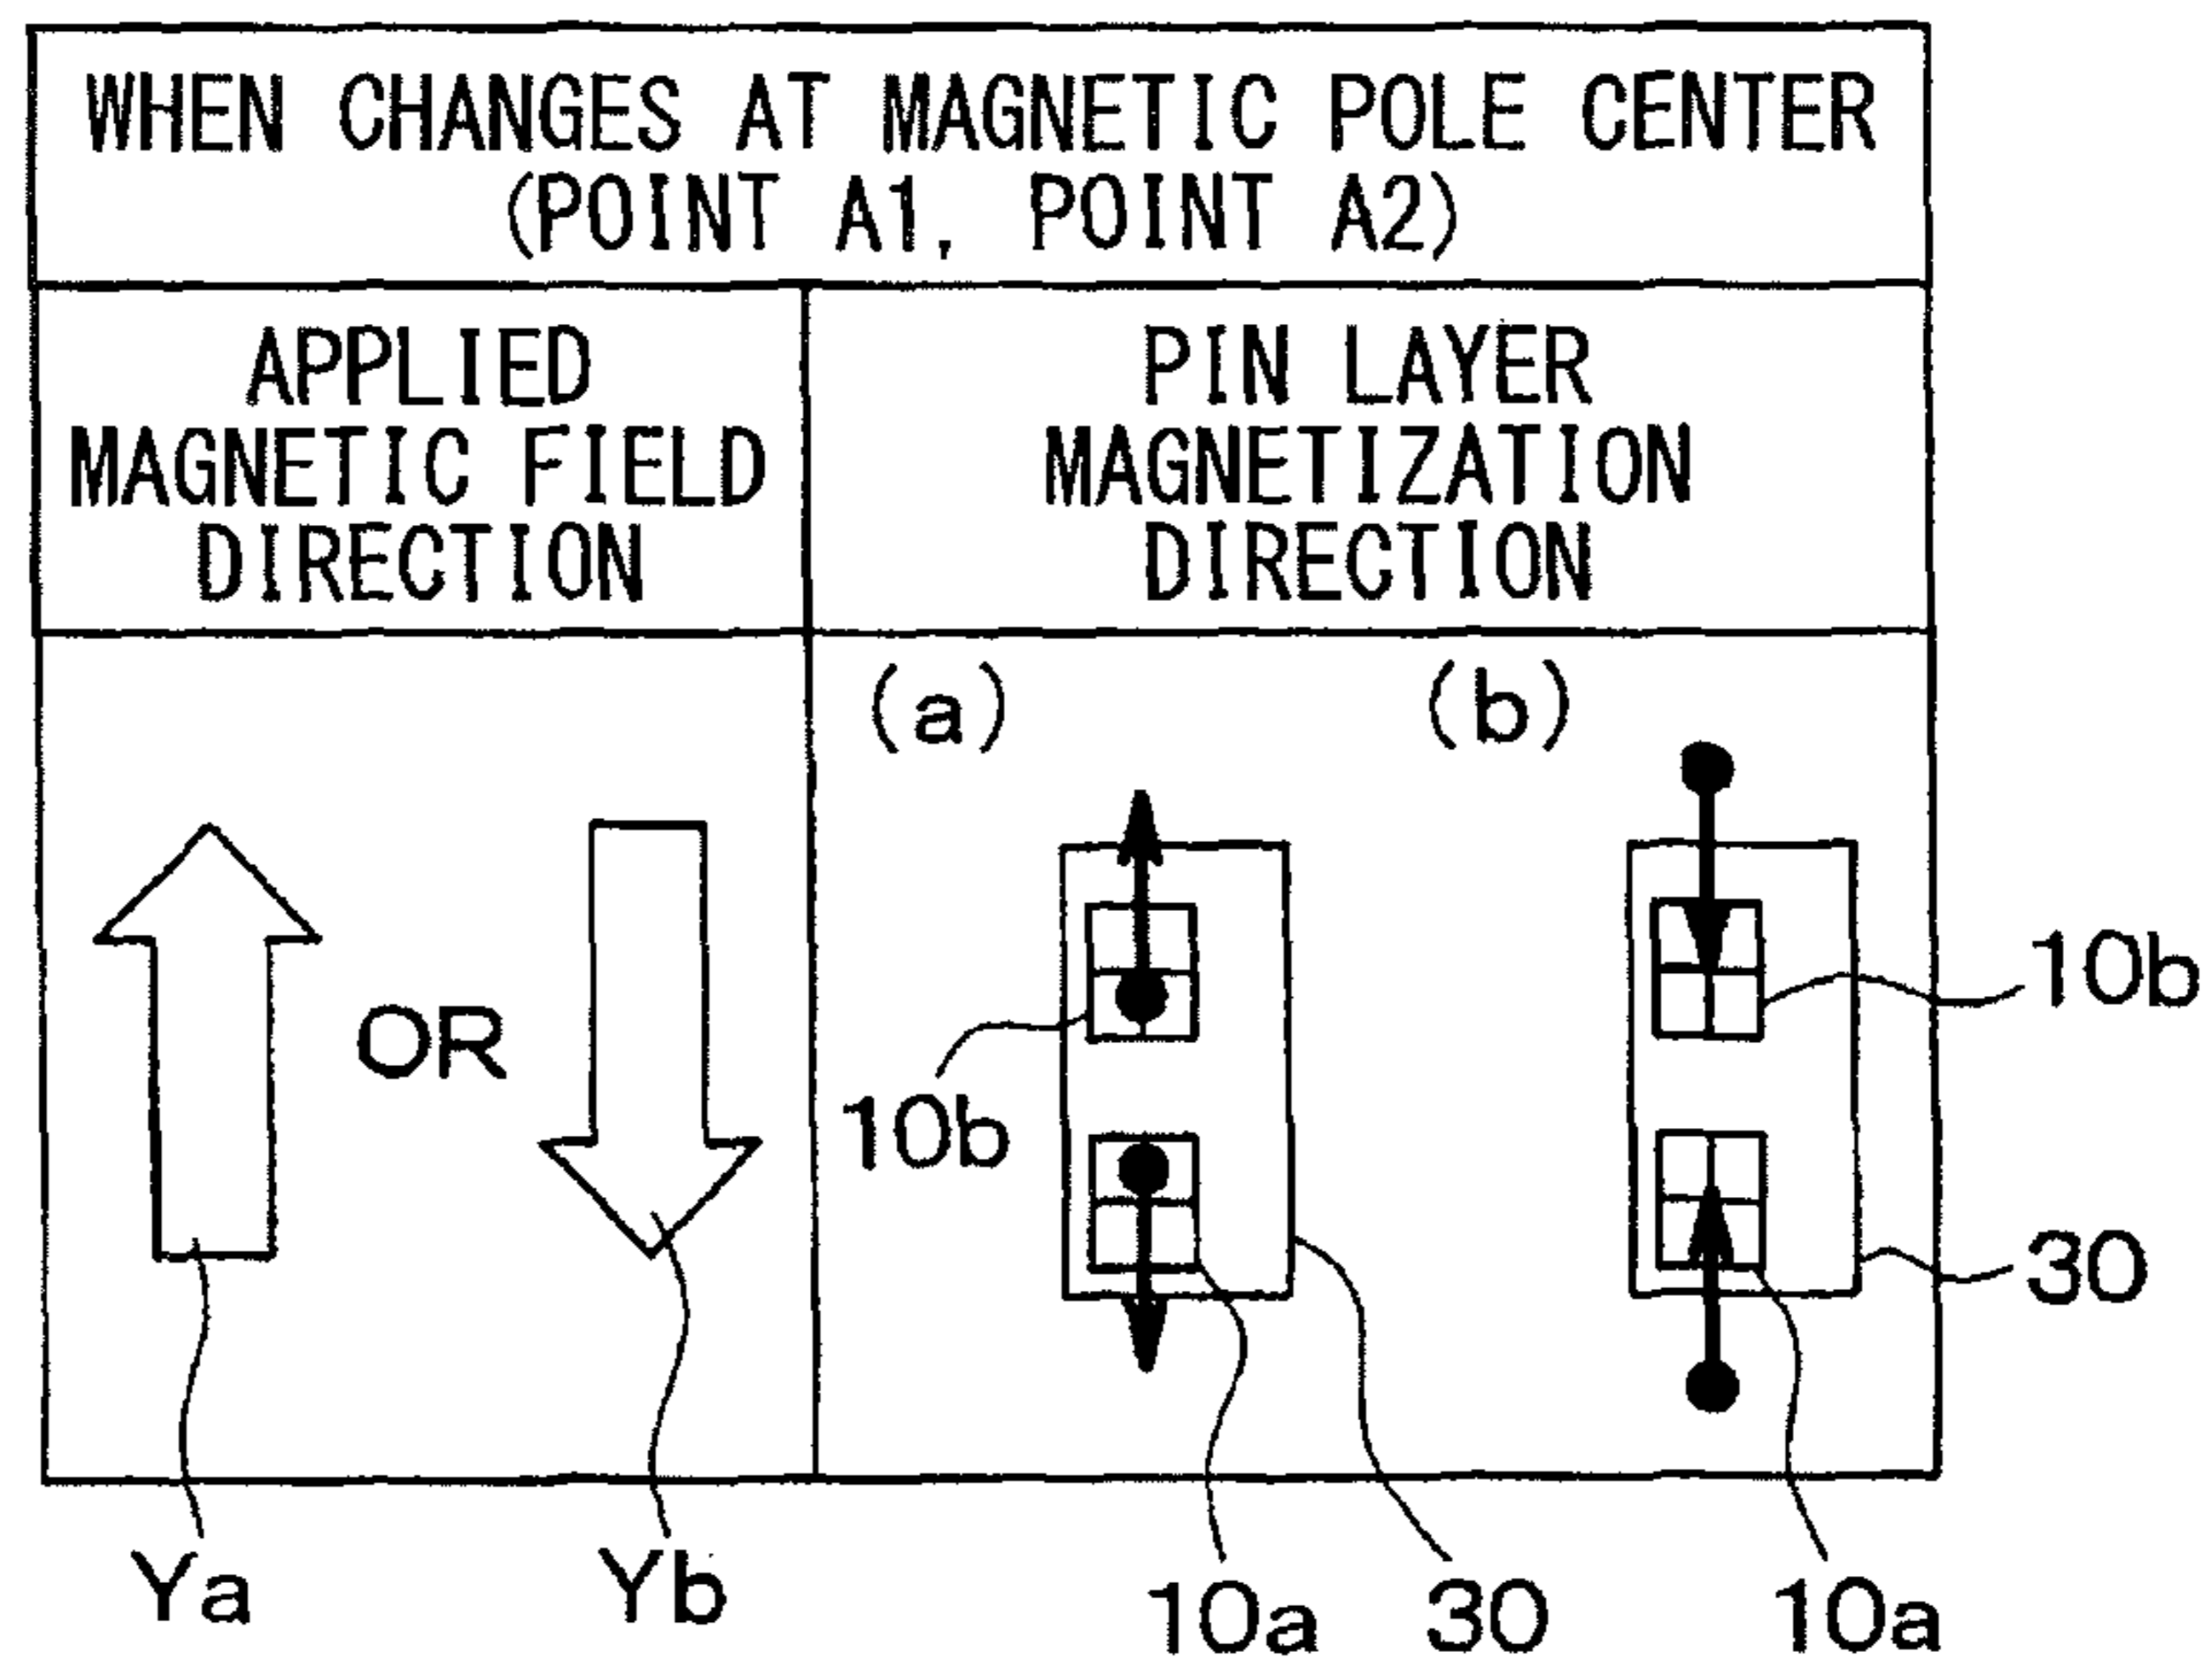 WHEN CHANGES AT MAGNETIC POLE CENTER
(POINT A1, POINT A2)
APPLIED
MAGNETIC FIELD
DIRECTION
PIN LAYER
MAGNETIZATION
DIRECTION
(a)
(b)
OR
10b
10b
30
Ya
Yb
10a
30
10a